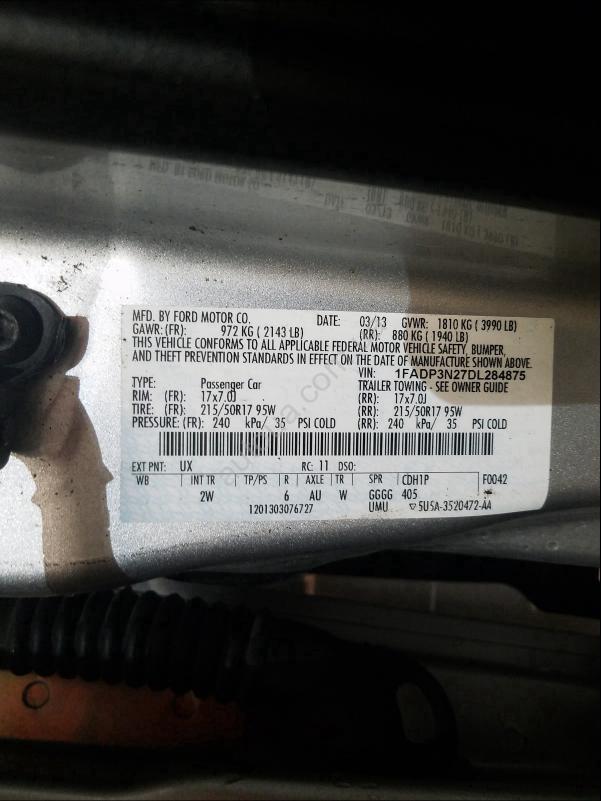 MFD. BY FORD MOTOR CO. DATE: 03/13 GVWR: 1810 KG ( 3990 LB)
GAWR: (FR): 972 KG ( 2143 LB) (RR): 880 KG ( 1940 LB)
THIS VEHICLE CONFORMS TO ALL APPLICABLE FEDERAL MOTOR VEHICLE SAFETY, BUMPER,
AND THEFT PREVENTION STANDARDS IN EFFECT ON THE DATE OF MANUFACTURE SHOWN ABOVE.
VIN: 1FADP3N27DL284875
TYPE: Passenger Car TRAILER TOWING - SEE OWNER GUIDE
RIM: (FR): 17x7.0J (RR): 17x7.0J
TIRE: (FR): 215/50R17 95W (RR): 215/50R17 95W
PRESSURE: (FR): 240 kPa/ 35 PSI COLD (RR): 240 kPa/ 35 PSI COLD
EXT PNT: UX RC: 11 DSO:
WB INT TR TP/PS R AXLE TR SPR CDH1P F0042
2W 6 AU W GGGG 405
1201303076727 UMU ▽5U5A-3520472-AA